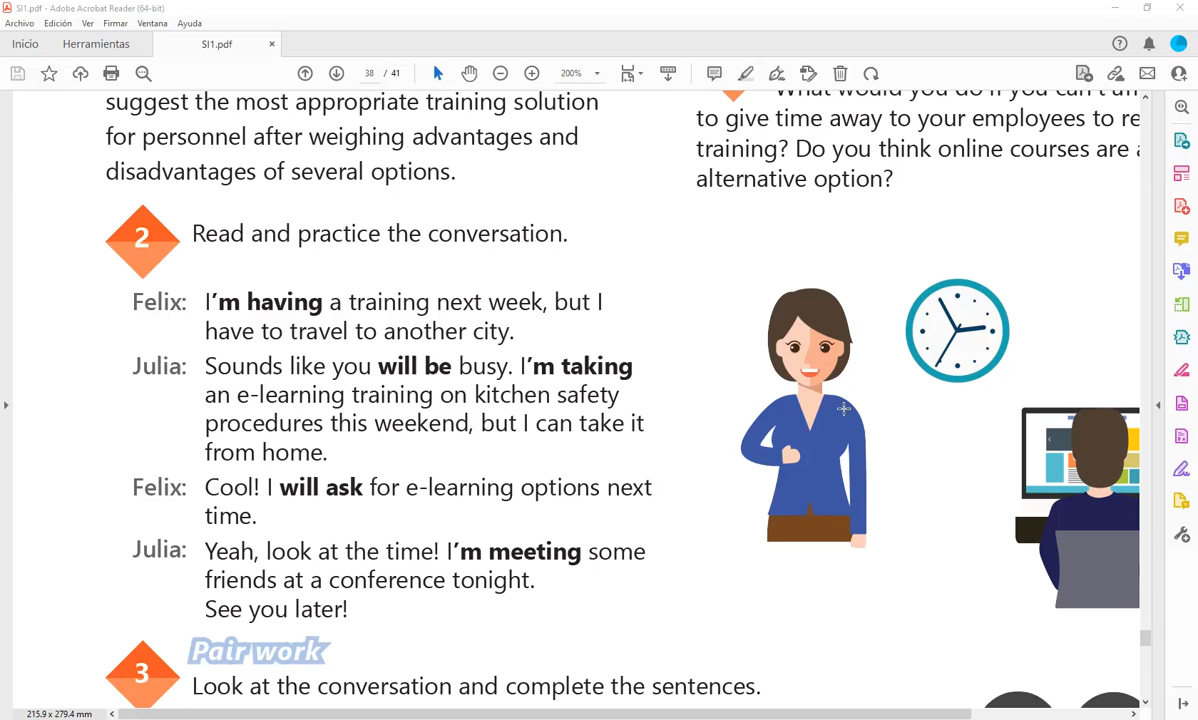 SI1.pdf - Adobe Acrobat Reader (64-bit)
Archivo Edición Ver Firmar Ventana Ayuda
Inicio Herramientas SI1.pdf ×
38 / 41 200%
suggest the most appropriate training solution
for personnel after weighing advantages and
disadvantages of several options.
to give time away to your employees to re
training? Do you think online courses are a
alternative option?
2 Read and practice the conversation.
Felix: I'm having a training next week, but I
have to travel to another city.
Julia: Sounds like you will be busy. I'm taking
an e-learning training on kitchen safety
procedures this weekend, but I can take it
from home.
Felix: Cool! I will ask for e-learning options next
time.
Julia: Yeah, look at the time! I'm meeting some
friends at a conference tonight.
See you later!
Pair work
3 Look at the conversation and complete the sentences.
215.9 x 279.4 mm